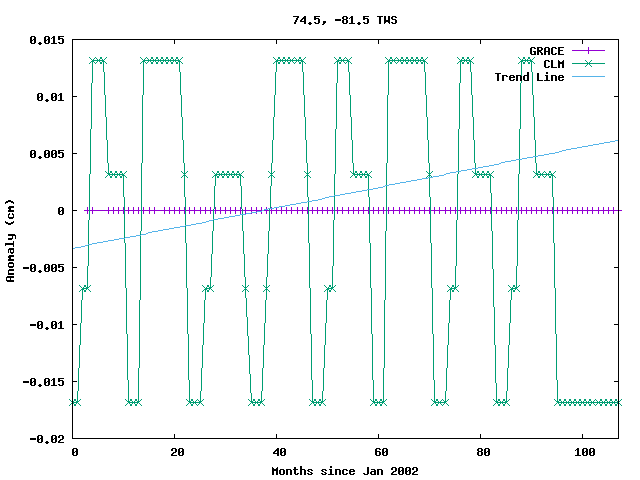 74.5, -81.5 TWS
GRACE
CLM
Trend Line
0.015
0.01
0.005
0
-0.005
-0.01
-0.015
-0.02
Anomaly (cm)
0 20 40 60 80 100
Months since Jan 2002